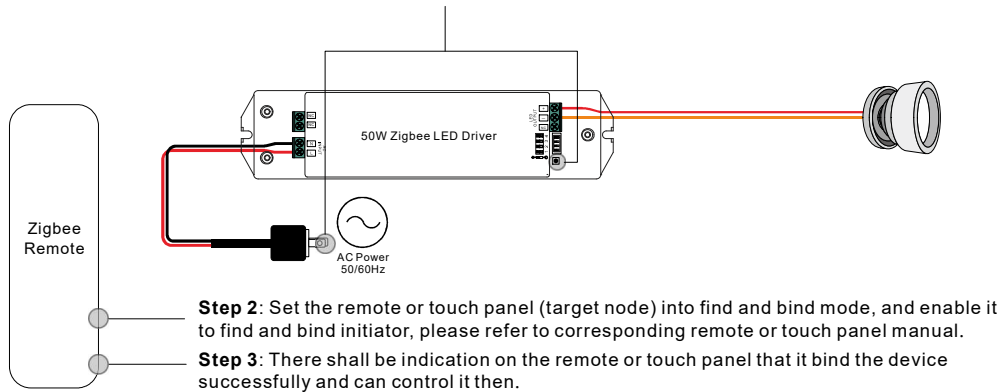 50W Zigbee LED Driver
LED
OUTPUT
Zigbee
Remote
AC Power
50/60Hz
Step 2: Set the remote or touch panel (target node) into find and bind mode, and enable it
to find and bind initiator, please refer to corresponding remote or touch panel manual.
Step 3: There shall be indication on the remote or touch panel that it bind the device
successfully and can control it then.